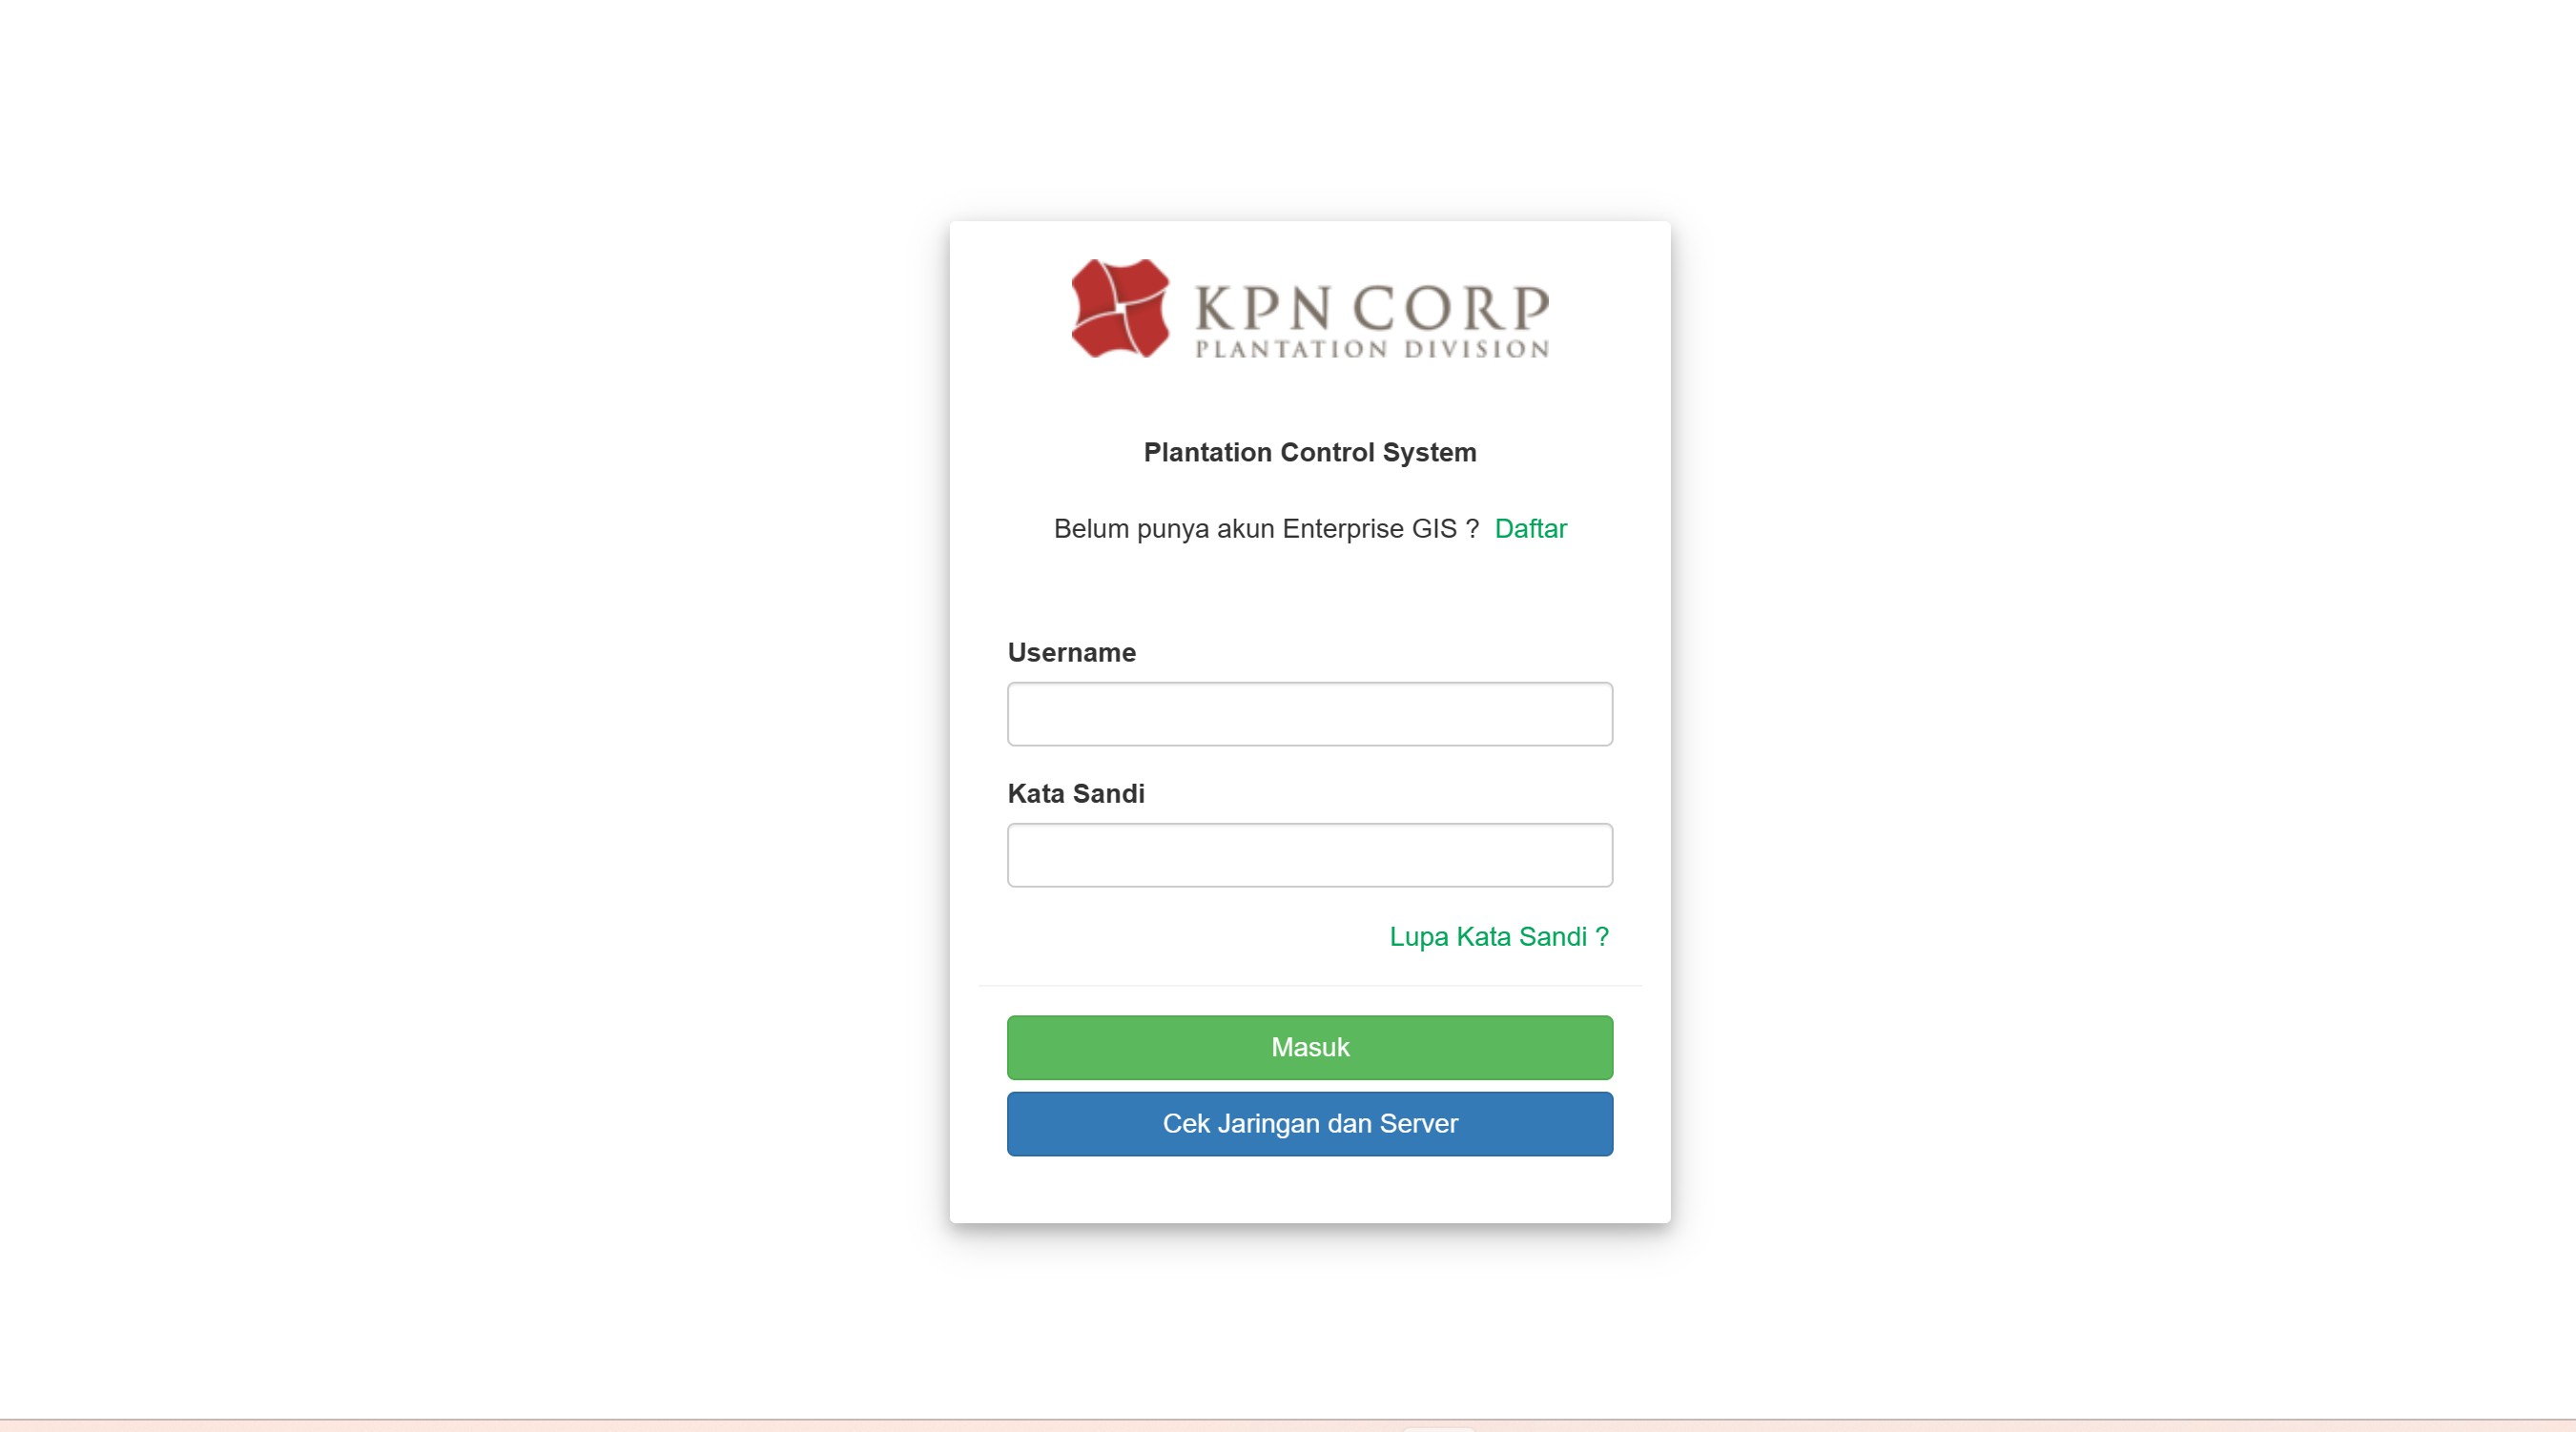 KPN CORP
PLANTATION DIVISION
Plantation Control System
Belum punya akun Enterprise GIS ? Daftar
Username
Kata Sandi
Lupa Kata Sandi ?
Masuk
Cek Jaringan dan Server